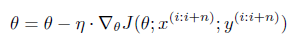 θ = θ − η · ∇_θ J(θ; x^{(i:i+n)}; y^{(i:i+n)})